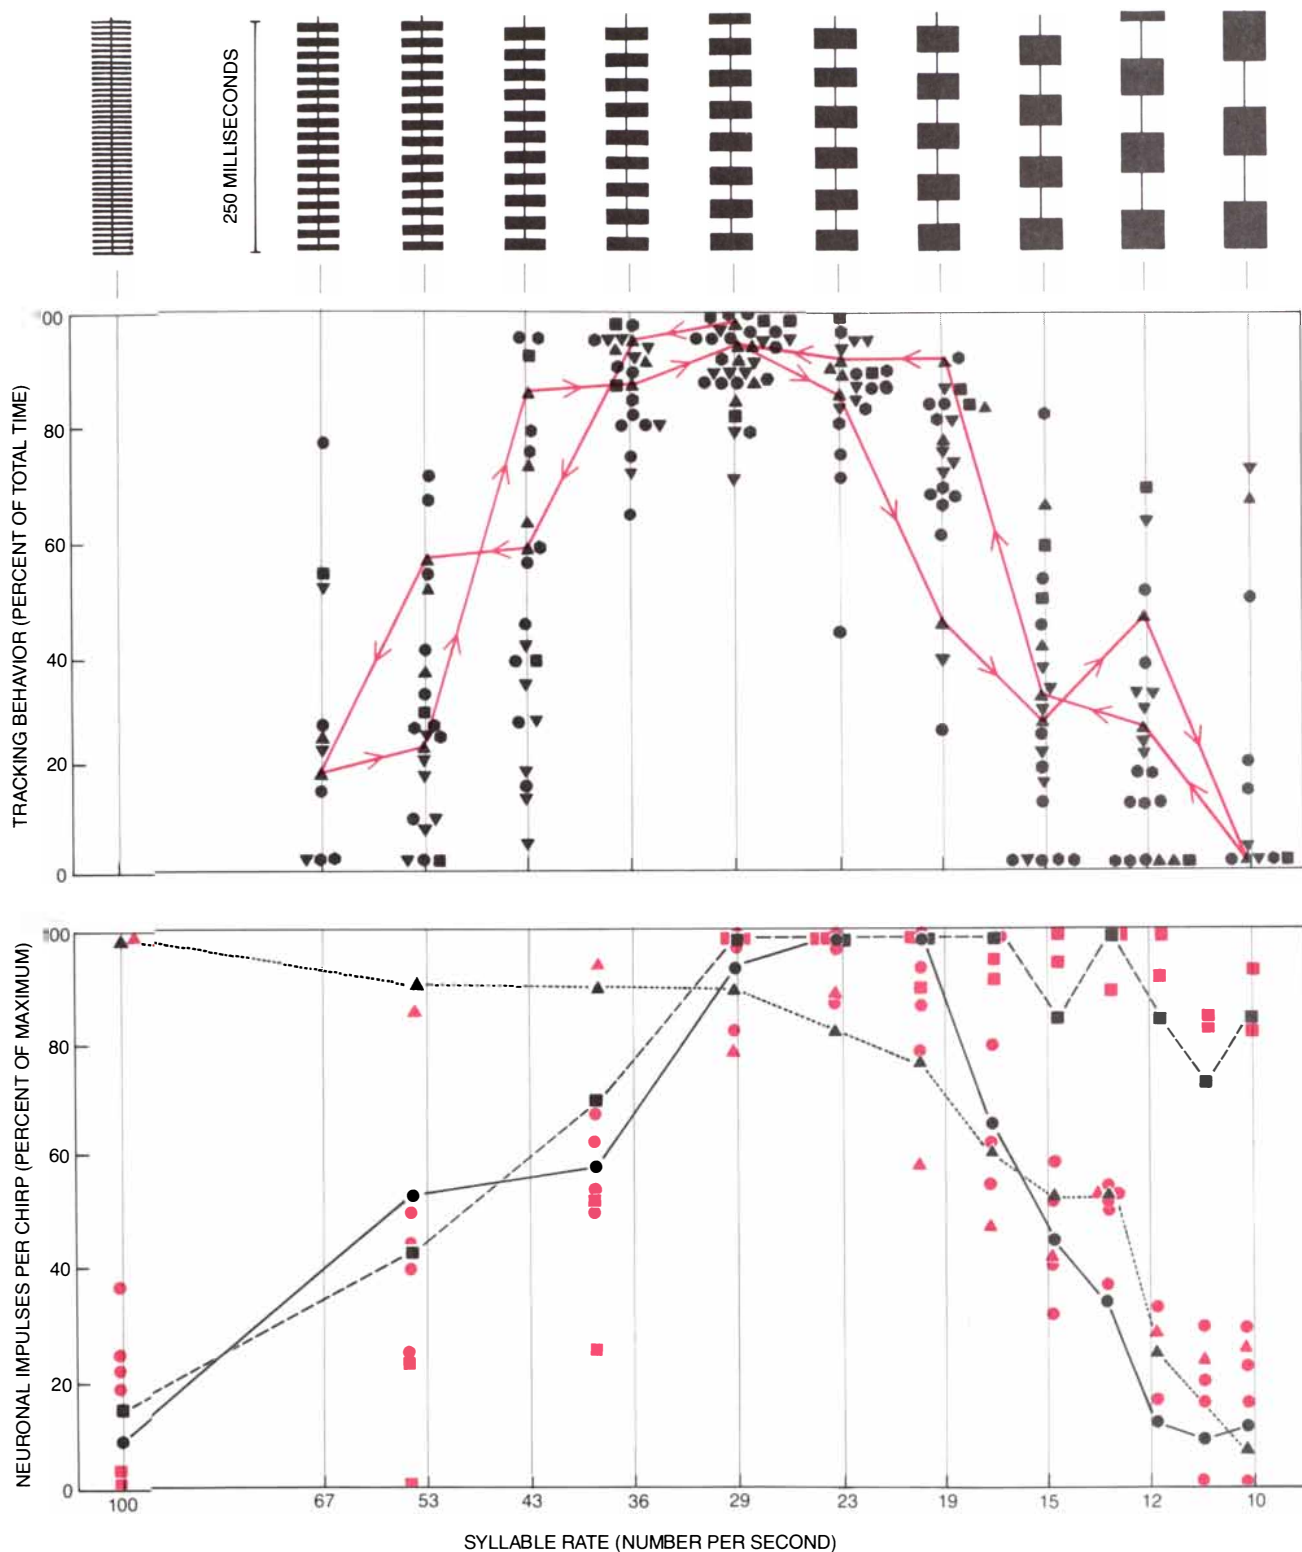 250 MILLISECONDS
TRACKING BEHAVIOR (PERCENT OF TOTAL TIME)
00
80
60
40
20
0
NEURONAL IMPULSES PER CHIRP (PERCENT OF MAXIMUM)
100
80
60
40
20
0
100 67 53 43 36 29 23 19 15 12 10
SYLLABLE RATE (NUMBER PER SECOND)